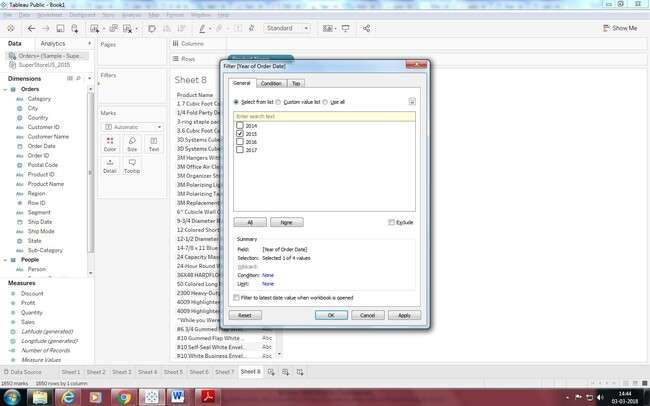 Tableau Public - Book1
File Data Worksheet Dashboard Story Analysis Map Format Window Help
Standard
Show Me
Data
Analytics
Pages
Columns
Rows
Orders+ (Sample - Supe...
SuperStoreUS_2015
Filters
Dimensions
Orders
Category
City
Country
Customer ID
Customer Name
Order Date
Order ID
Postal Code
Product ID
Product Name
Region
Row ID
Segment
Ship Date
Ship Mode
State
Sub-Category
People
Person
Measures
Discount
Profit
Quantity
Sales
Latitude (generated)
Longitude (generated)
Number of Records
Measure Values
Marks
Automatic
Color
Size
Text
Detail
Tooltip
Sheet 8
Product Name
1.7 Cubic Foot Co
1/4 Fold Party De
3-ring staple pac
3.6 Cubic Foot C
3D Systems Cube
3D Systems Cube
3M Hangers With
3M Office Air Cle
3M Organizer Str
3M Polarizing Lig
3M Polarizing Ta
3M Replacement
6" Cubicle Wall C
9-3/4 Diameter R
12 Colored Short
12-1/2 Diameter
14-7/8 x 11 Blue
24 Capacity Maxi
24-Hour Round W
36X48 HARDFLO
50 Colored Long
2300 Heavy-Duty
4009 Highlighter
4009 Highlighter
"While you Were
#6 3/4 Gummed Flap White ... Abc
#10 Gummed Flap White ... Abc
#10 Self-Seal White Envel... Abc
#10 White Business Envel... Abc
Filter [Year of Order Date]
General
Condition
Top
Select from list
Custom value list
Use all
Enter search text
2014
2015
2016
2017
All
None
Exclude
Summary
Field: [Year of Order Date]
Selection: Selected 1 of 4 values
Wildcard:
Condition: None
Limit: None
Filter to latest date value when workbook is opened
Reset
OK
Cancel
Apply
Data Source
Sheet 1
Sheet 2
Sheet 3
Sheet 4
Sheet 5
Sheet 6
Sheet 7
Sheet 8
1850 marks
1850 rows by 1 column
14:44
03-03-2018